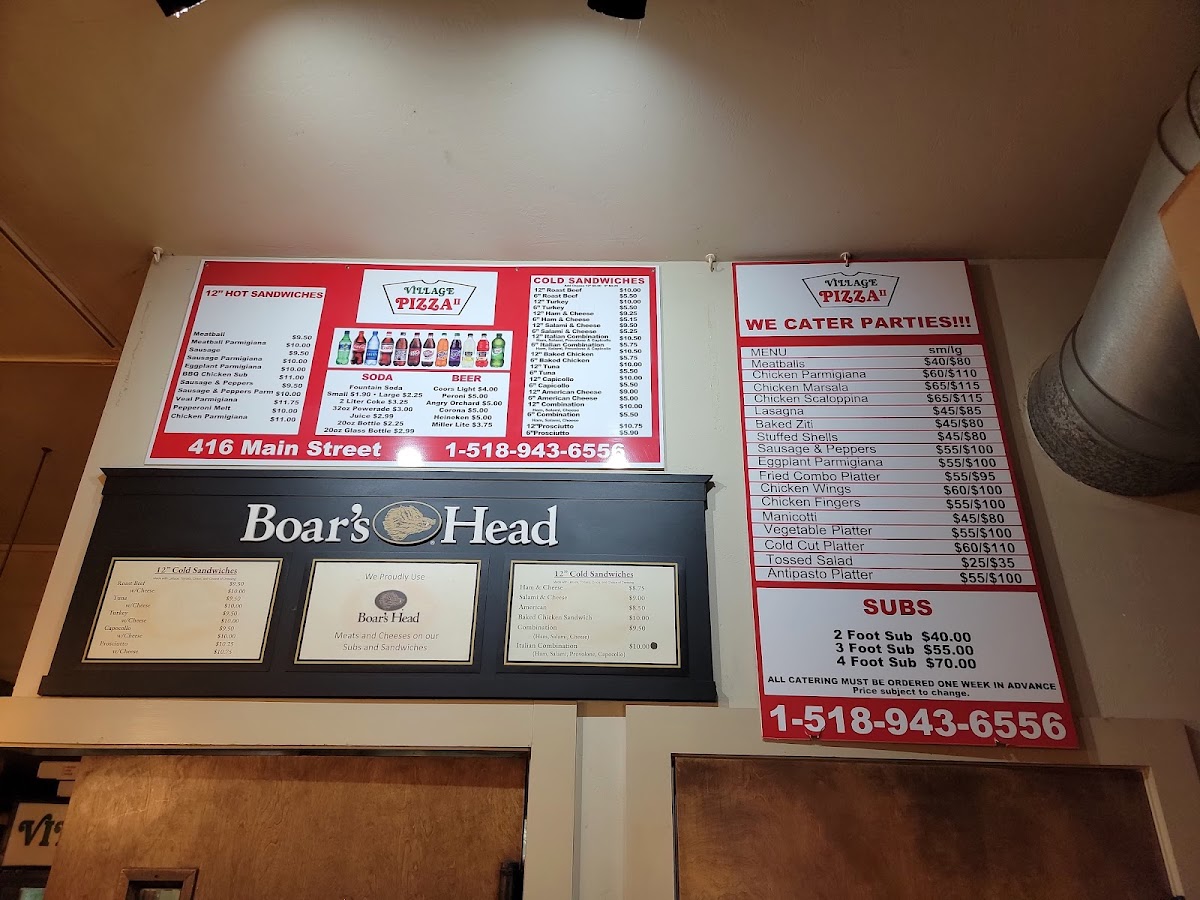 VILLAGE
PIZZA II
12" HOT SANDWICHES
Meatball $9.50
Meatball Parmigiana $10.00
Sausage $9.50
Sausage Parmigiana $10.00
Eggplant Parmigiana $10.00
BBQ Chicken Sub $11.00
Sausage & Peppers $9.50
Sausage & Peppers Parm $10.00
Veal Parmigiana $11.75
Pepperoni Melt $10.00
Chicken Parmigiana $11.00
SODA
Fountain Soda
Small $1.90 • Large $2.25
2 Liter Coke $3.25
32oz Powerade $3.00
Juice $2.99
20oz Bottle $2.25
20oz Glass Bottle $2.99
BEER
Coors Light $4.00
Peroni $5.00
Angry Orchard $5.00
Corona $5.00
Heineken $5.00
Miller Lite $3.75
COLD SANDWICHES
12" Roast Beef $10.00
6" Roast Beef $5.50
12" Turkey $10.00
6" Turkey $5.50
12" Ham & Cheese $9.25
6" Ham & Cheese $5.15
12" Salami & Cheese $9.50
6" Salami & Cheese $5.25
12" Italian Combination $10.50
Ham, Salami, Provolone & Capicollo
6" Italian Combination $5.75
Ham, Salami, Provolone & Capicollo
12" Baked Chicken $10.50
6" Baked Chicken $5.75
12" Tuna $10.00
6" Tuna $5.50
12" Capicollo $10.00
6" Capicollo $5.50
12" American Cheese $9.00
6" American Cheese $5.00
12" Combination $10.00
Ham, Salami, Cheese
6" Combination $5.50
Ham, Salami, Cheese
12"Prosciutto $10.75
6"Prosciutto $5.90
416 Main Street 1-518-943-6556
Boar's Head
12" Cold Sandwiches
Roast Beef $9.50
w/Cheese $10.00
Tuna $9.50
w/Cheese $10.00
Turkey $9.50
w/Cheese $10.00
Capocollo $9.50
w/Cheese $10.00
Prosciutto $10.25
w/Cheese $10.75
We Proudly Use
Boar's Head
Meats and Cheeses on our
Subs and Sandwiches
12" Cold Sandwiches
Ham & Cheese $8.75
Salami & Cheese $9.00
American $8.50
Baked Chicken Sandwich $10.00
Combination $9.50
(Ham, Salami, Cheese)
Italian Combination $10.00
(Ham, Salami, Provolone, Capocollo)
VILLAGE
PIZZA II
WE CATER PARTIES!!!
MENU sm/lg
Meatballs $40/$80
Chicken Parmigiana $60/$110
Chicken Marsala $65/$115
Chicken Scaloppina $65/$115
Lasagna $45/$85
Baked Ziti $45/$80
Stuffed Shells $45/$80
Sausage & Peppers $55/$100
Eggplant Parmigiana $55/$100
Fried Combo Platter $55/$95
Chicken Wings $60/$100
Chicken Fingers $55/$100
Manicotti $45/$80
Vegetable Platter $55/$100
Cold Cut Platter $60/$110
Tossed Salad $25/$35
Antipasto Platter $55/$100
SUBS
2 Foot Sub $40.00
3 Foot Sub $55.00
4 Foot Sub $70.00
ALL CATERING MUST BE ORDERED ONE WEEK IN ADVANCE
Price subject to change.
1-518-943-6556